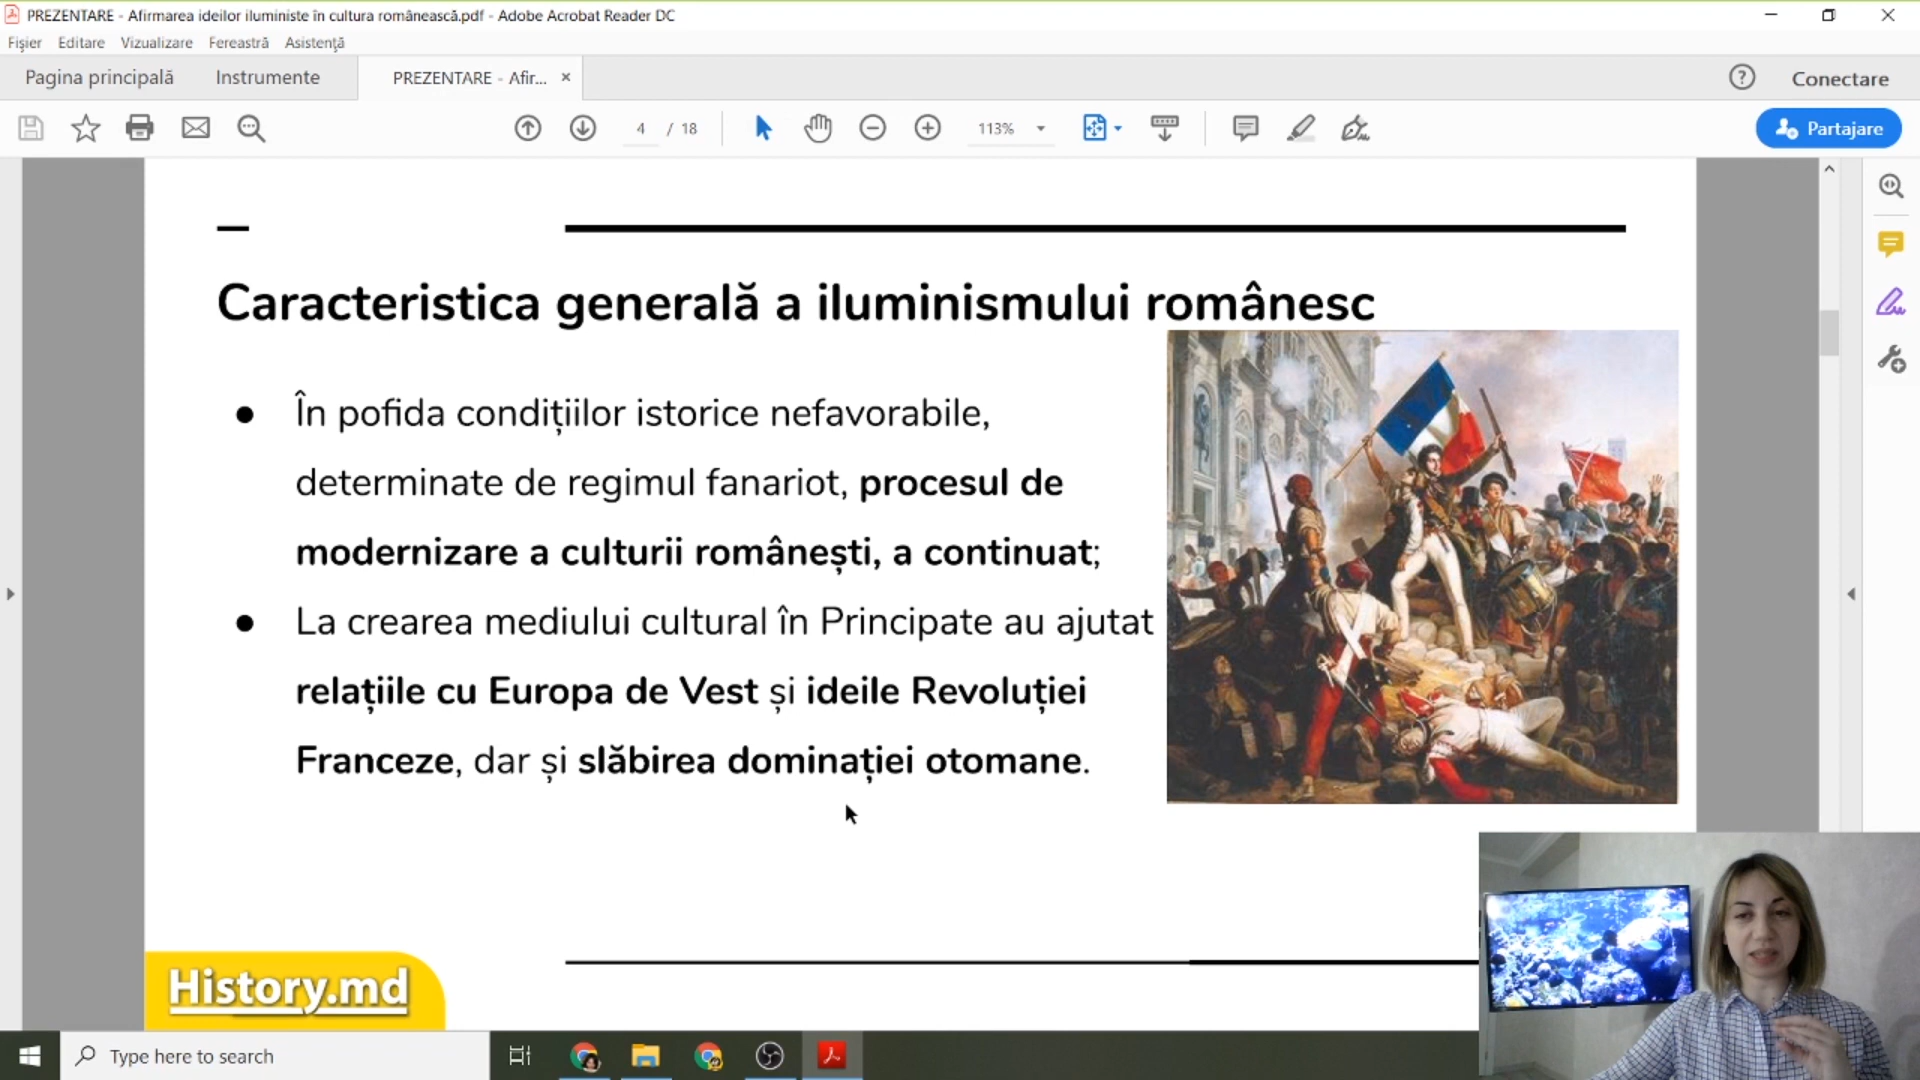 PREZENTARE - Afirmarea ideilor iluministe în cultura românească.pdf - Adobe Acrobat Reader DC
Fișier Editare Vizualizare Fereastră Asistență
Pagina principală Instrumente PREZENTARE - Afir... Conectare
4 / 18 113% Partajare
Caracteristica generală a iluminismului românesc
● În pofida condițiilor istorice nefavorabile,
determinate de regimul fanariot, procesul de
modernizare a culturii românești, a continuat;
● La crearea mediului cultural în Principate au ajutat
relațiile cu Europa de Vest și ideile Revoluției
Franceze, dar și slăbirea dominației otomane.
History.md
Type here to search